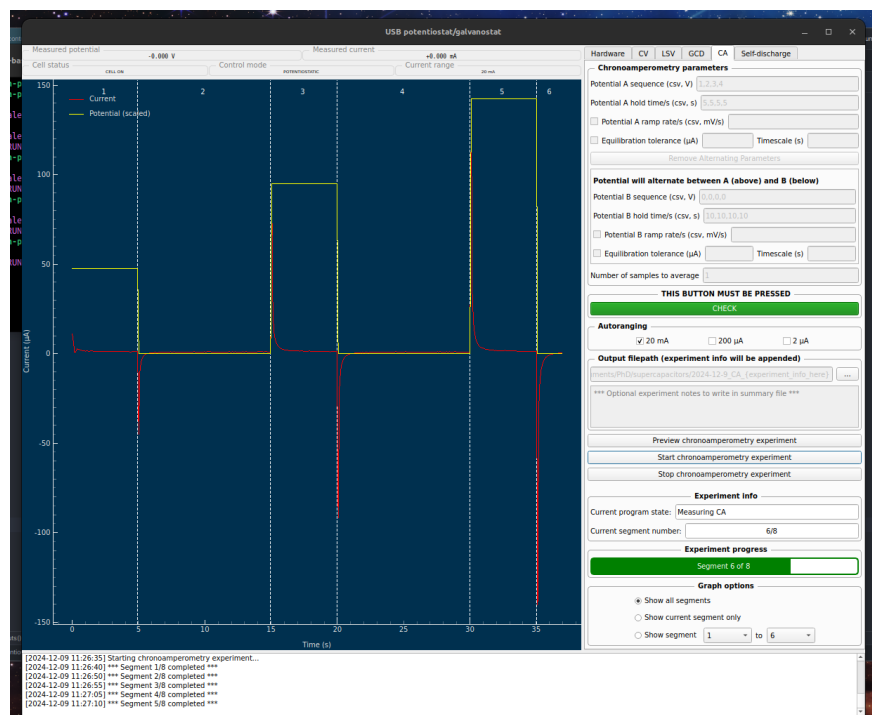 USB potentiostat/galvanostat
Measured potential
-0.000 V
Measured current
+0.000 mA
Cell status
CELL ON
Control mode
POTENTIOSTATIC
Current range
20 mA
Current (µA)
150
100
50
0
-50
-100
-150
1 2 3 4 5 6
Current
Potential (scaled)
0 5 10 15 20 25 30 35
Time (s)
Hardware CV LSV GCD CA Self-discharge
Chronoamperometry parameters
Potential A sequence (csv, V) 1,2,3,4
Potential A hold time/s (csv, s) 5,5,5,5
Potential A ramp rate/s (csv, mV/s)
Equilibration tolerance (µA) Timescale (s)
Remove Alternating Parameters
Potential will alternate between A (above) and B (below)
Potential B sequence (csv, V) 0,0,0,0
Potential B hold time/s (csv, s) 10,10,10,10
Potential B ramp rate/s (csv, mV/s)
Equilibration tolerance (µA) Timescale (s)
Number of samples to average 1
THIS BUTTON MUST BE PRESSED
CHECK
Autoranging
20 mA 200 µA 2 µA
Output filepath (experiment info will be appended)
ments/PhD/supercapacitors/2024-12-9_CA_{experiment_info_here} ...
*** Optional experiment notes to write in summary file ***
Preview chronoamperometry experiment
Start chronoamperometry experiment
Stop chronoamperometry experiment
Experiment info
Current program state: Measuring CA
Current segment number: 6/8
Experiment progress
Segment 6 of 8
Graph options
Show all segments
Show current segment only
Show segment 1 to 6
[2024-12-09 11:26:35] Starting chronoamperometry experiment...
[2024-12-09 11:26:40] *** Segment 1/8 completed ***
[2024-12-09 11:26:50] *** Segment 2/8 completed ***
[2024-12-09 11:26:55] *** Segment 3/8 completed ***
[2024-12-09 11:27:05] *** Segment 4/8 completed ***
[2024-12-09 11:27:10] *** Segment 5/8 completed ***